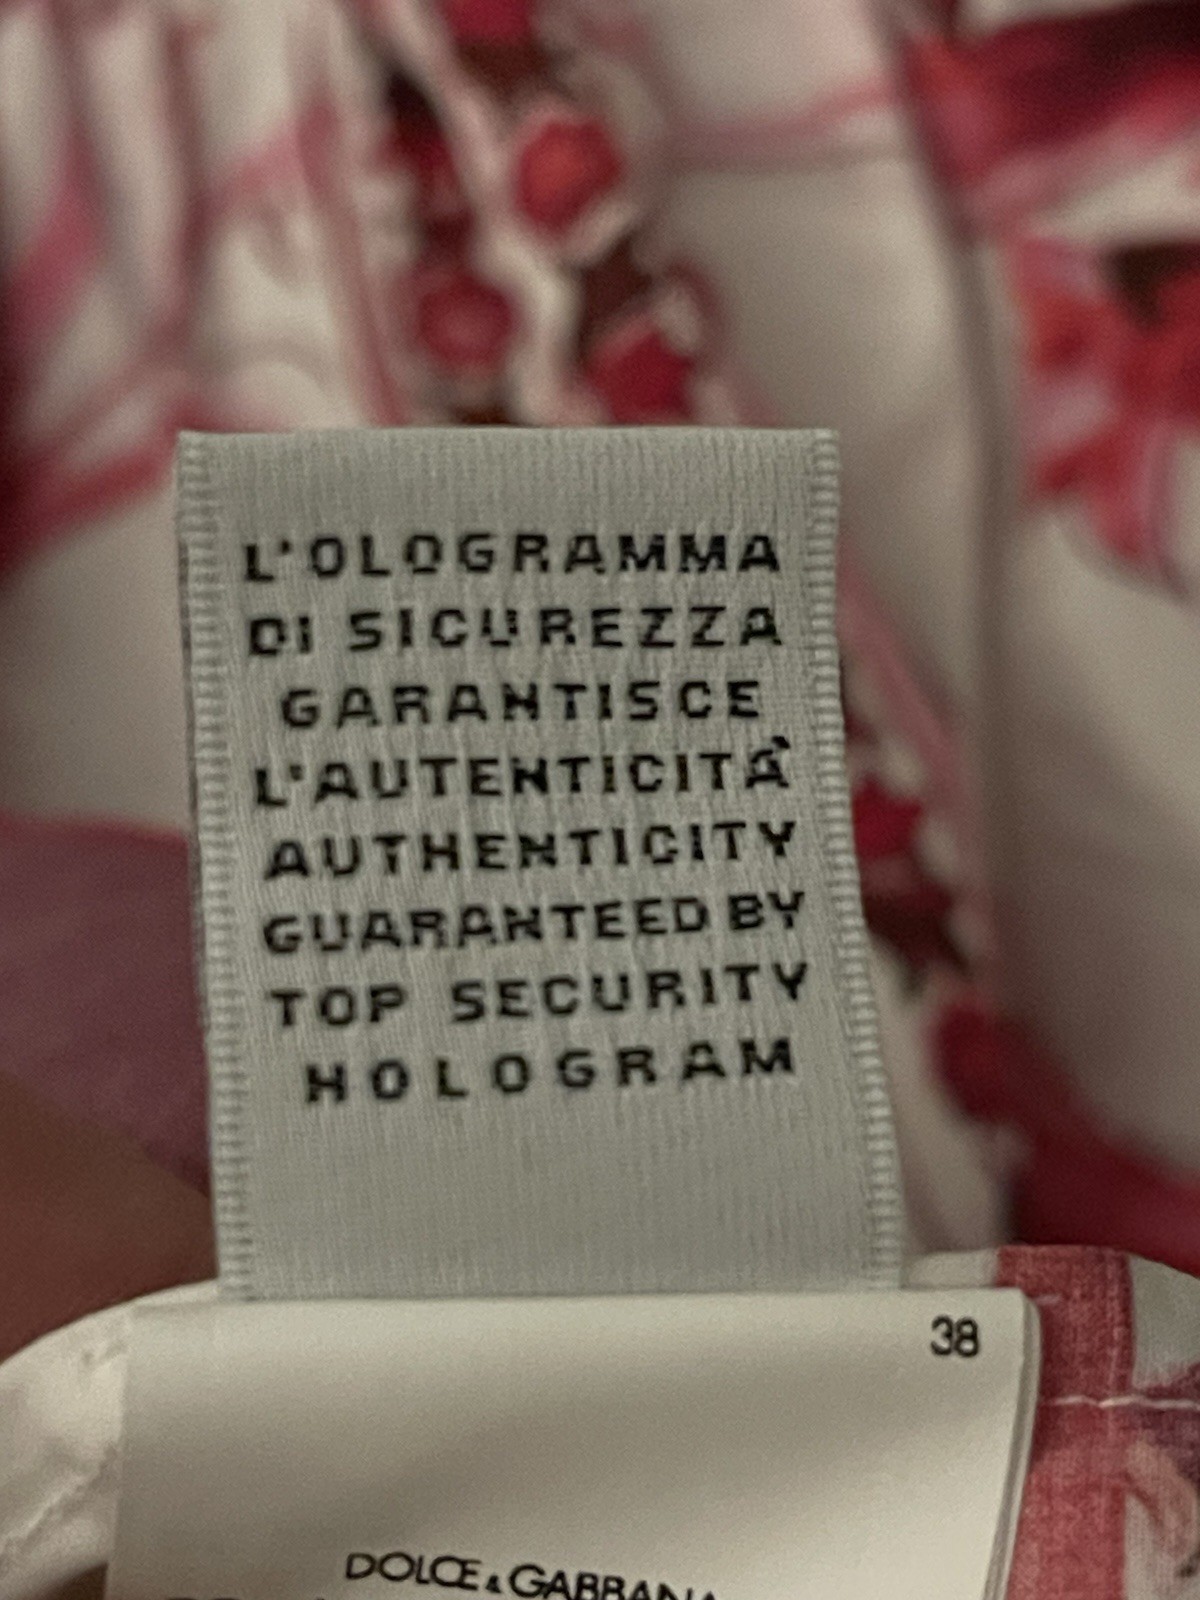 L'OLOGRAMMA
DI SICUREZZA
GARANTISCE
L'AUTENTICITÀ
AUTHENTICITY
GUARANTEED BY
TOP SECURITY
HOLOGRAM
38
DOLCE & GABBANA